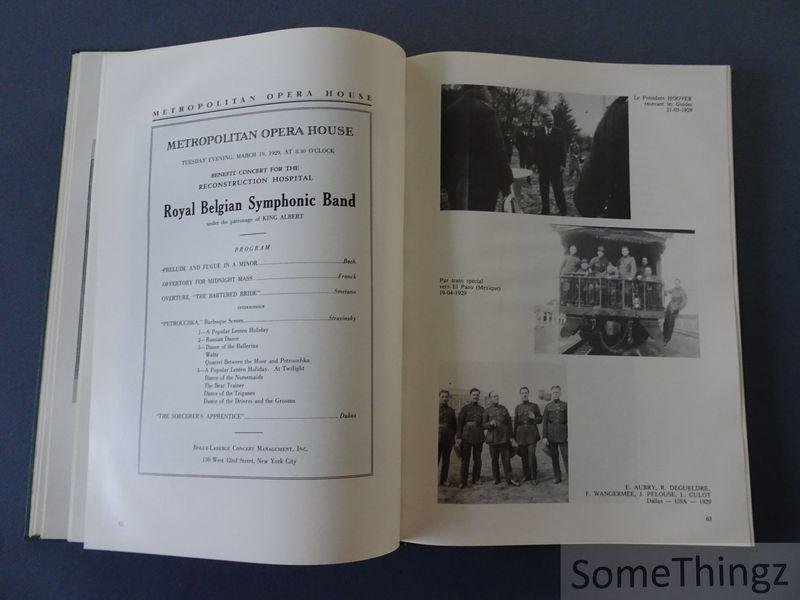 METROPOLITAN OPERA HOUSE
METROPOLITAN OPERA HOUSE
TUESDAY EVENING, MARCH 19, 1929, AT 8.30 O'CLOCK
BENEFIT CONCERT FOR THE
RECONSTRUCTION HOSPITAL
Royal Belgian Symphonic Band
under the patronage of KING ALBERT
PROGRAM
PRELUDE AND FUGUE IN A MINOR Bach
OFFERTORY FOR MIDNIGHT MASS Franck
OVERTURE, "THE BARTERED BRIDE" Smetana
INTERMISSION
"PETROUCHKA," Burlesque Scenes Stravinsky
1—A Popular Lenten Holiday
2—Russian Dance
3—Dance of the Ballerina
Waltz
Quarrel Between the Moor and Petrouchka
4—A Popular Lenten Holiday. At Twilight
Dance of the Nursemaids
The Bear Trainer
Dance of the Tziganes
Dance of the Drivers and the Grooms
"THE SORCERER'S APPRENTICE" Dukas
BOGUE-LABERGE CONCERT MANAGEMENT, INC.
130 West 42nd Street, New York City
62
Le Président HOOVER
recevant les Guides
21-03-1929
Par train spécial
vers El Paso (Mexique)
19-04-1929
E. AUBRY, R. DEGUELDRE,
F. WANGERMÉE, J. PELOUSE, L. CULOT
Dallas — USA — 1929
63
SomeThingz